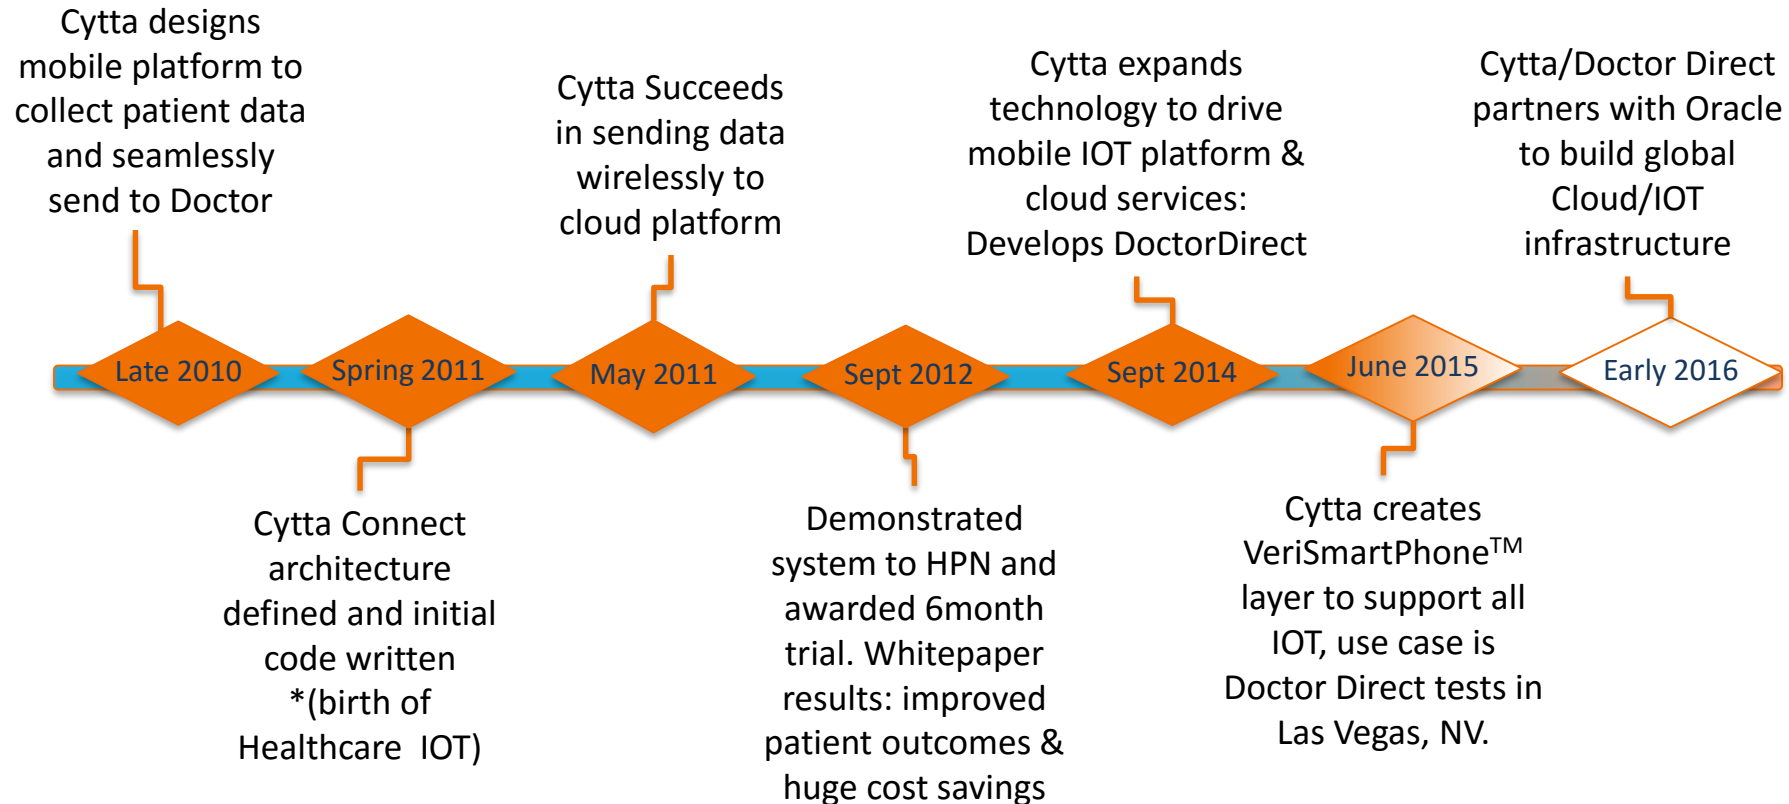 Cytta designs
mobile platform to
collect patient data
and seamlessly
send to Doctor
Cytta Succeeds
in sending data
wirelessly to
cloud platform
Cytta expands
technology to drive
mobile IOT platform &
cloud services:
Develops DoctorDirect
Cytta/Doctor Direct
partners with Oracle
to build global
Cloud/IOT
infrastructure
Late 2010
Spring 2011
May 2011
Sept 2012
Sept 2014
June 2015
Early 2016
Cytta Connect
architecture
defined and initial
code written
*(birth of
Healthcare IOT)
Demonstrated
system to HPN and
awarded 6month
trial. Whitepaper
results: improved
patient outcomes &
huge cost savings
Cytta creates
VeriSmartPhone™
layer to support all
IOT, use case is
Doctor Direct tests in
Las Vegas, NV.